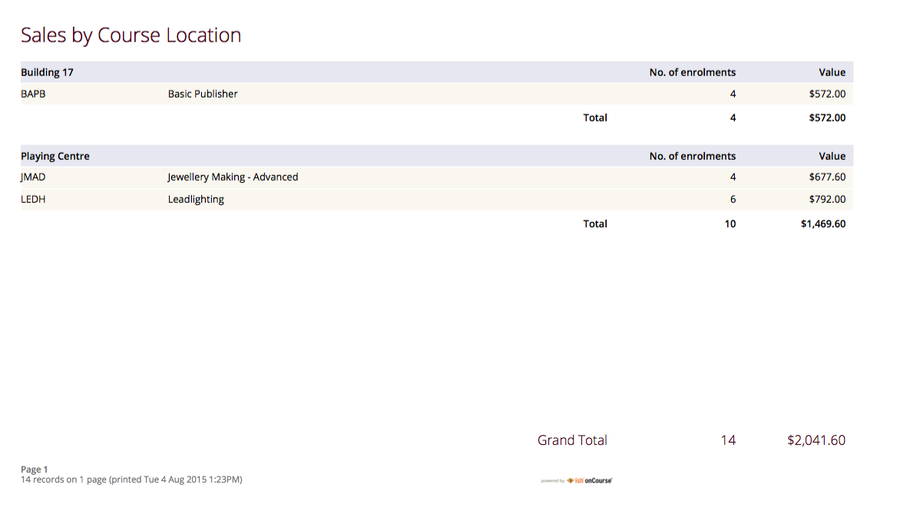 Sales by Course Location
Building 17 No. of enrolments Value
BAPB Basic Publisher 4 $572.00
Total 4 $572.00
Playing Centre No. of enrolments Value
JMAD Jewellery Making - Advanced 4 $677.60
LEDH Leadlighting 6 $792.00
Total 10 $1,469.60
Grand Total 14 $2,041.60
Page 1
14 records on 1 page (printed Tue 4 Aug 2015 1:23PM)
powered by ish onCourse